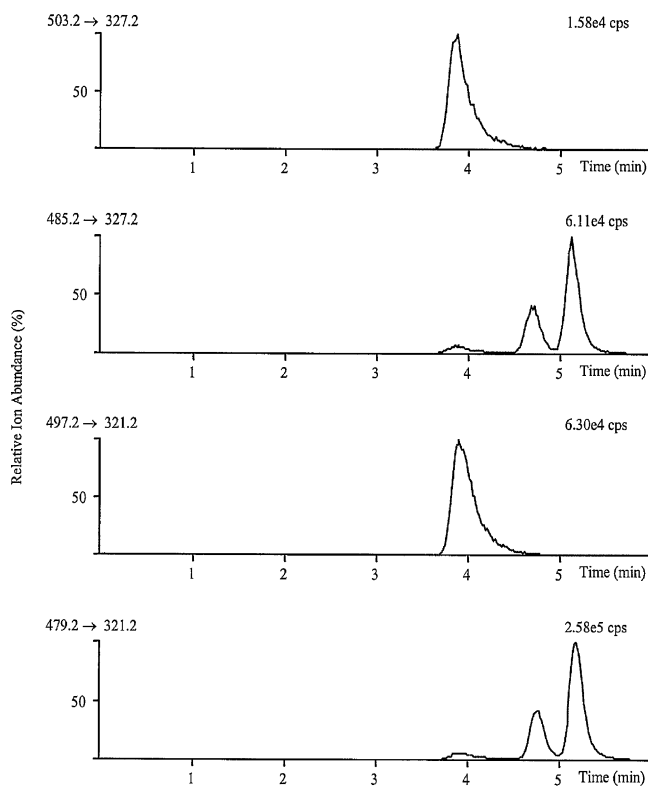 503.2 → 327.2 1.58e4 cps
50
1 2 3 4 5 Time (min)
485.2 → 327.2 6.11e4 cps
50
1 2 3 4 5 Time (min)
Relative Ion Abundance (%)
497.2 → 321.2 6.30e4 cps
50
1 2 3 4 5 Time (min)
479.2 → 321.2 2.58e5 cps
50
1 2 3 4 5 Time (min)